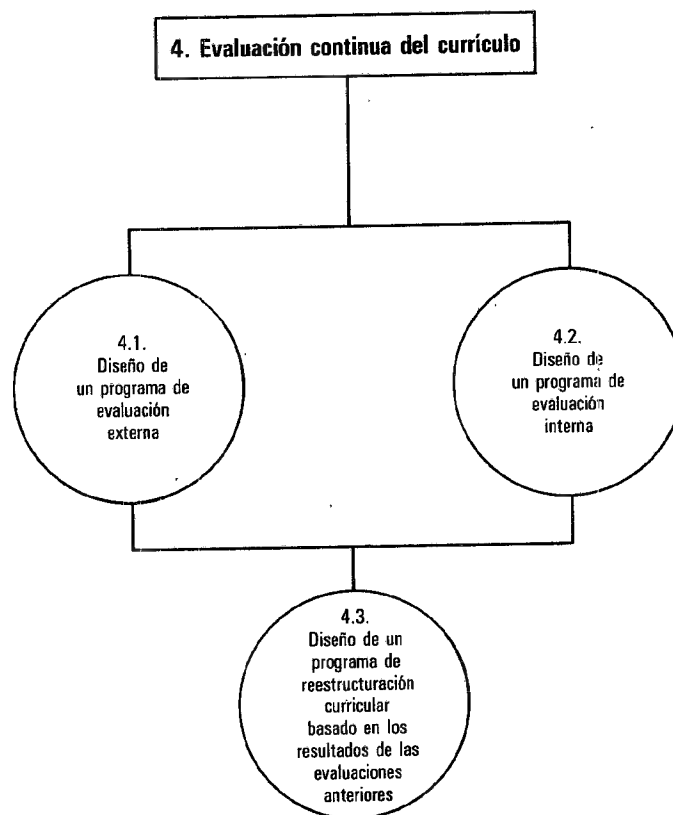 4. Evaluación continua del currículo
4.1.
Diseño de
un programa de
evaluación
externa
4.2.
Diseño de
un programa de
evaluación
interna
4.3.
Diseño de un
programa de
reestructuración
curricular
basado en los
resultados de las
evaluaciones
anteriores